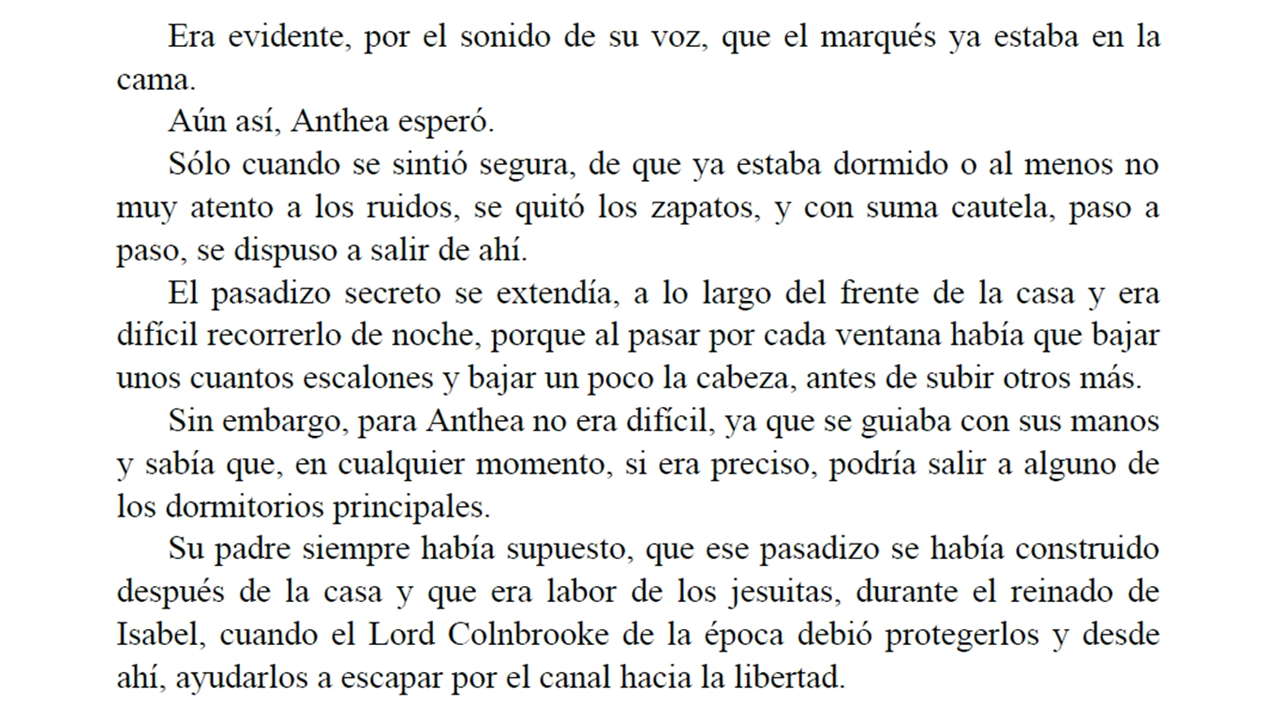 Era evidente, por el sonido de su voz, que el marqués ya estaba en la
cama.
Aún así, Anthea esperó.
Sólo cuando se sintió segura, de que ya estaba dormido o al menos no
muy atento a los ruidos, se quitó los zapatos, y con suma cautela, paso a
paso, se dispuso a salir de ahí.
El pasadizo secreto se extendía, a lo largo del frente de la casa y era
difícil recorrerlo de noche, porque al pasar por cada ventana había que bajar
unos cuantos escalones y bajar un poco la cabeza, antes de subir otros más.
Sin embargo, para Anthea no era difícil, ya que se guiaba con sus manos
y sabía que, en cualquier momento, si era preciso, podría salir a alguno de
los dormitorios principales.
Su padre siempre había supuesto, que ese pasadizo se había construido
después de la casa y que era labor de los jesuitas, durante el reinado de
Isabel, cuando el Lord Colnbrooke de la época debió protegerlos y desde
ahí, ayudarlos a escapar por el canal hacia la libertad.